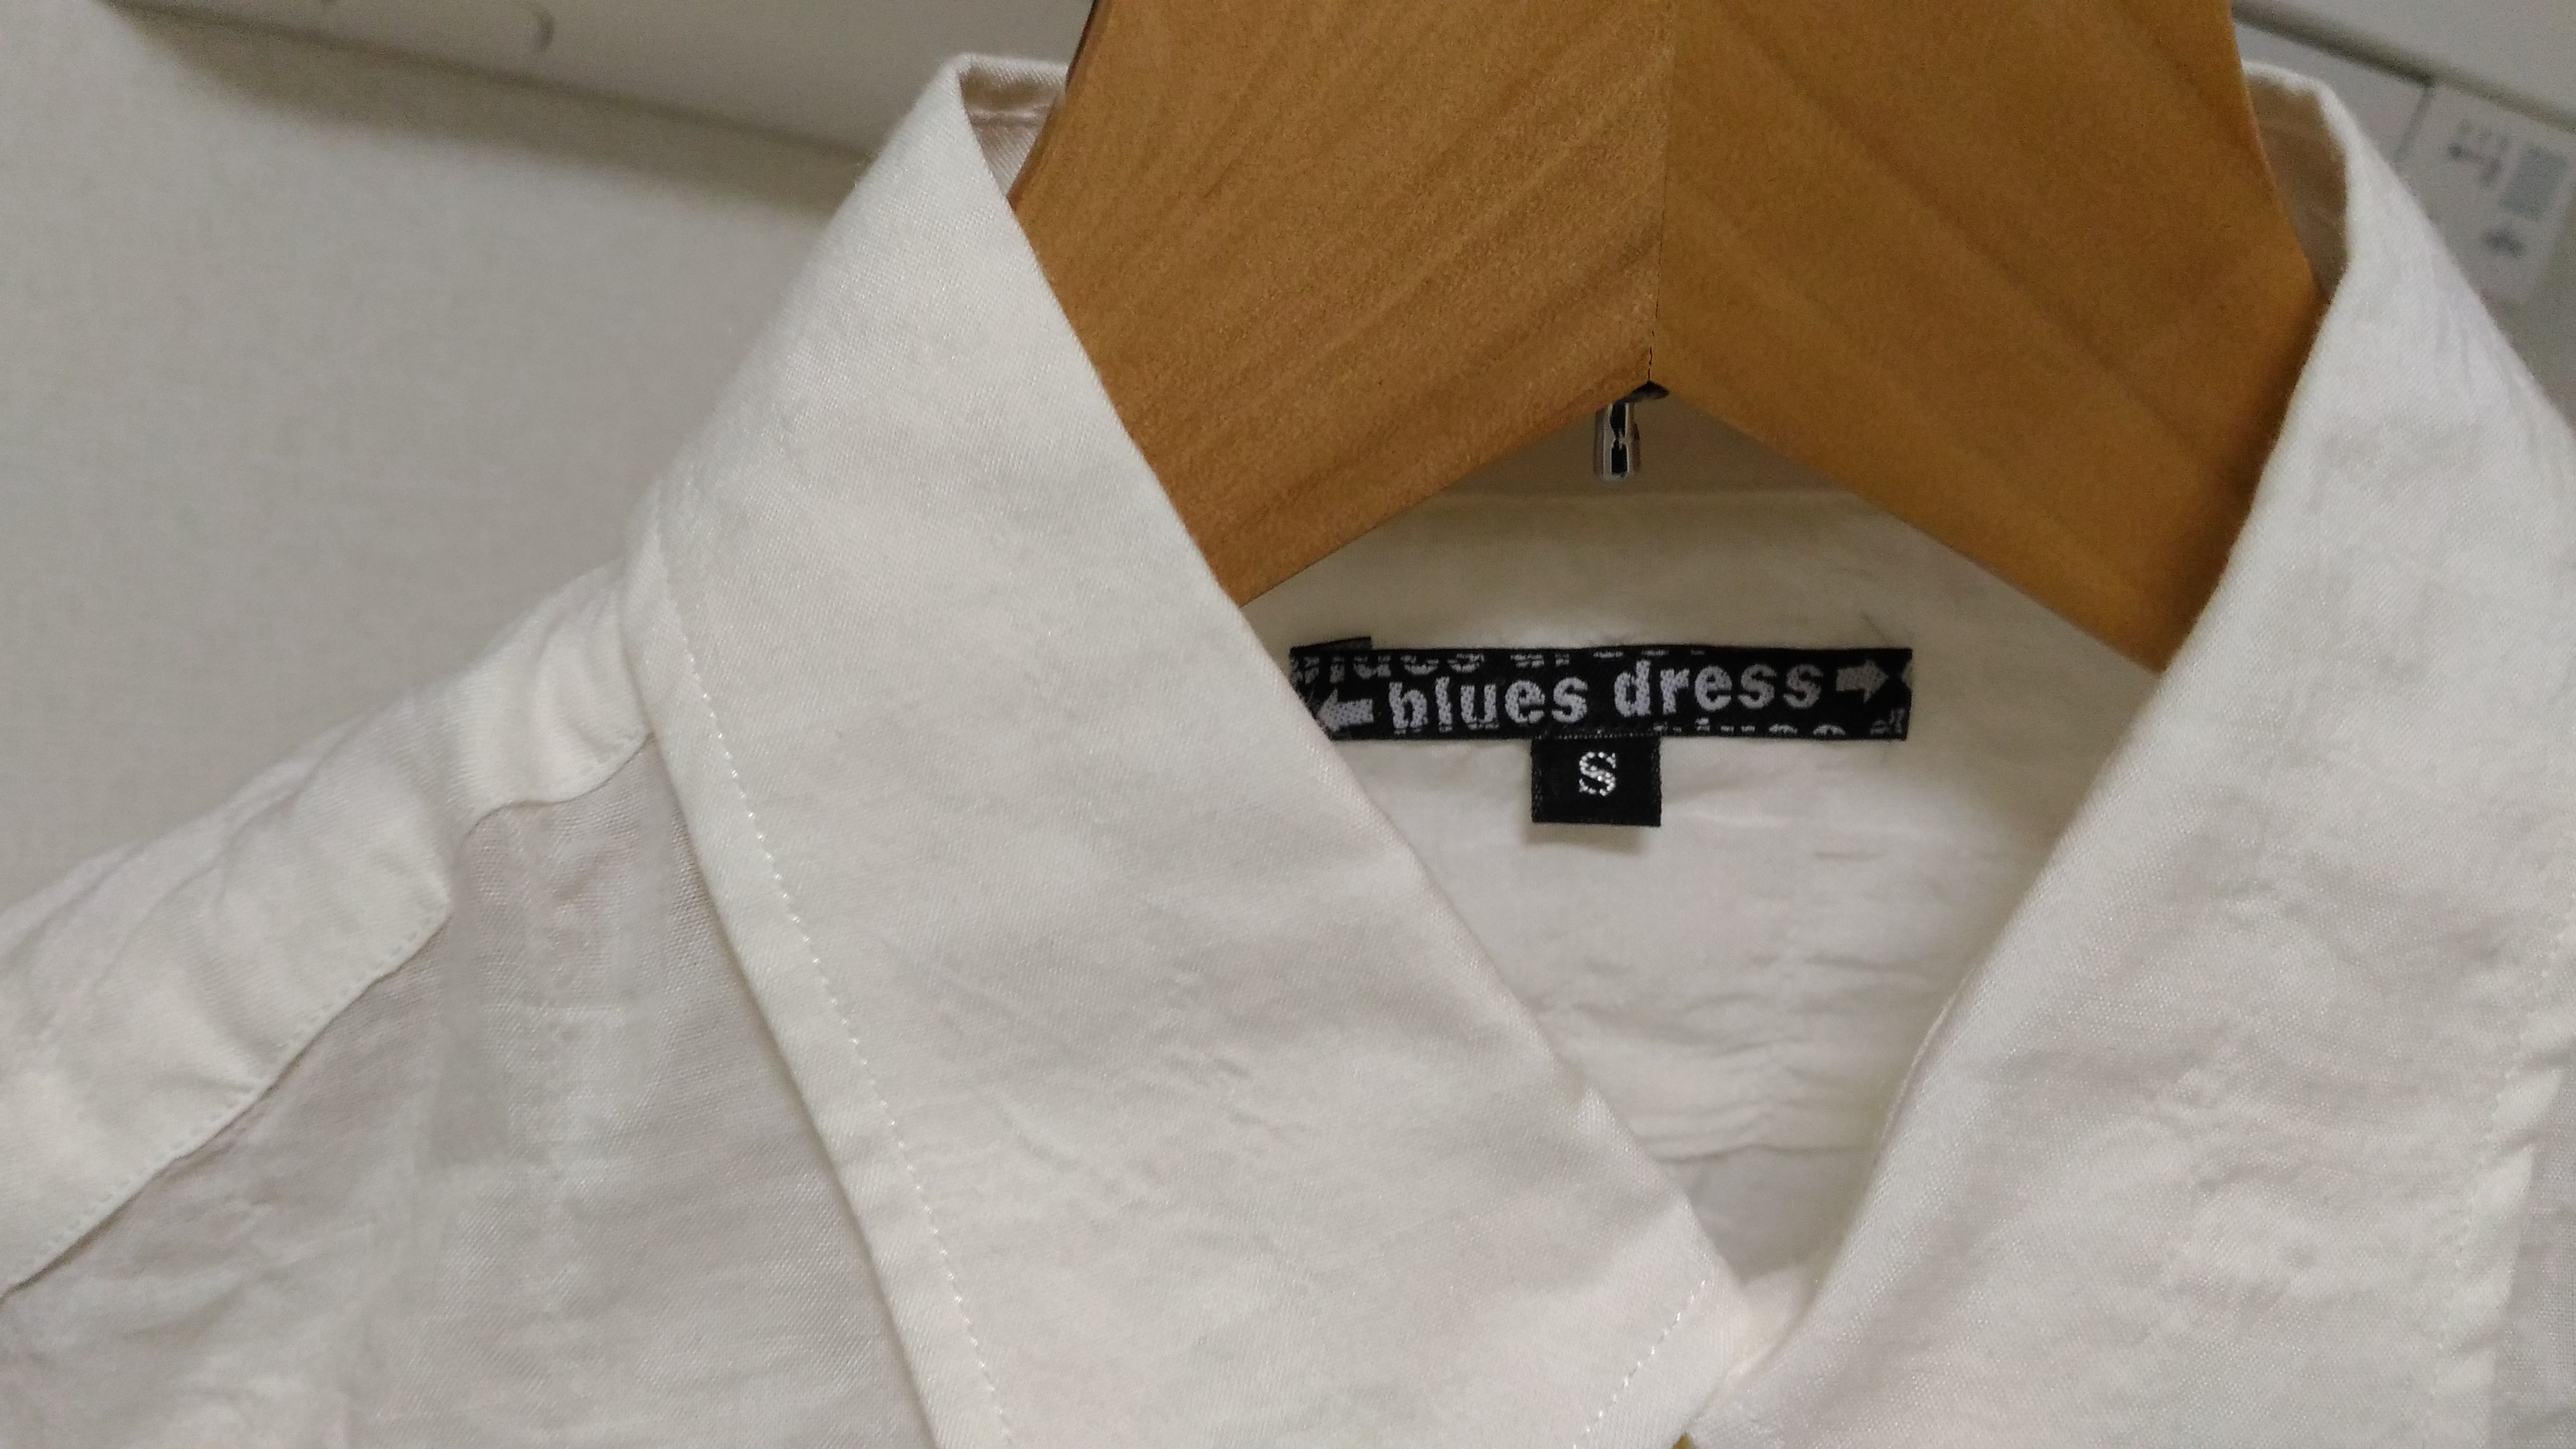 ← blues dress →
S